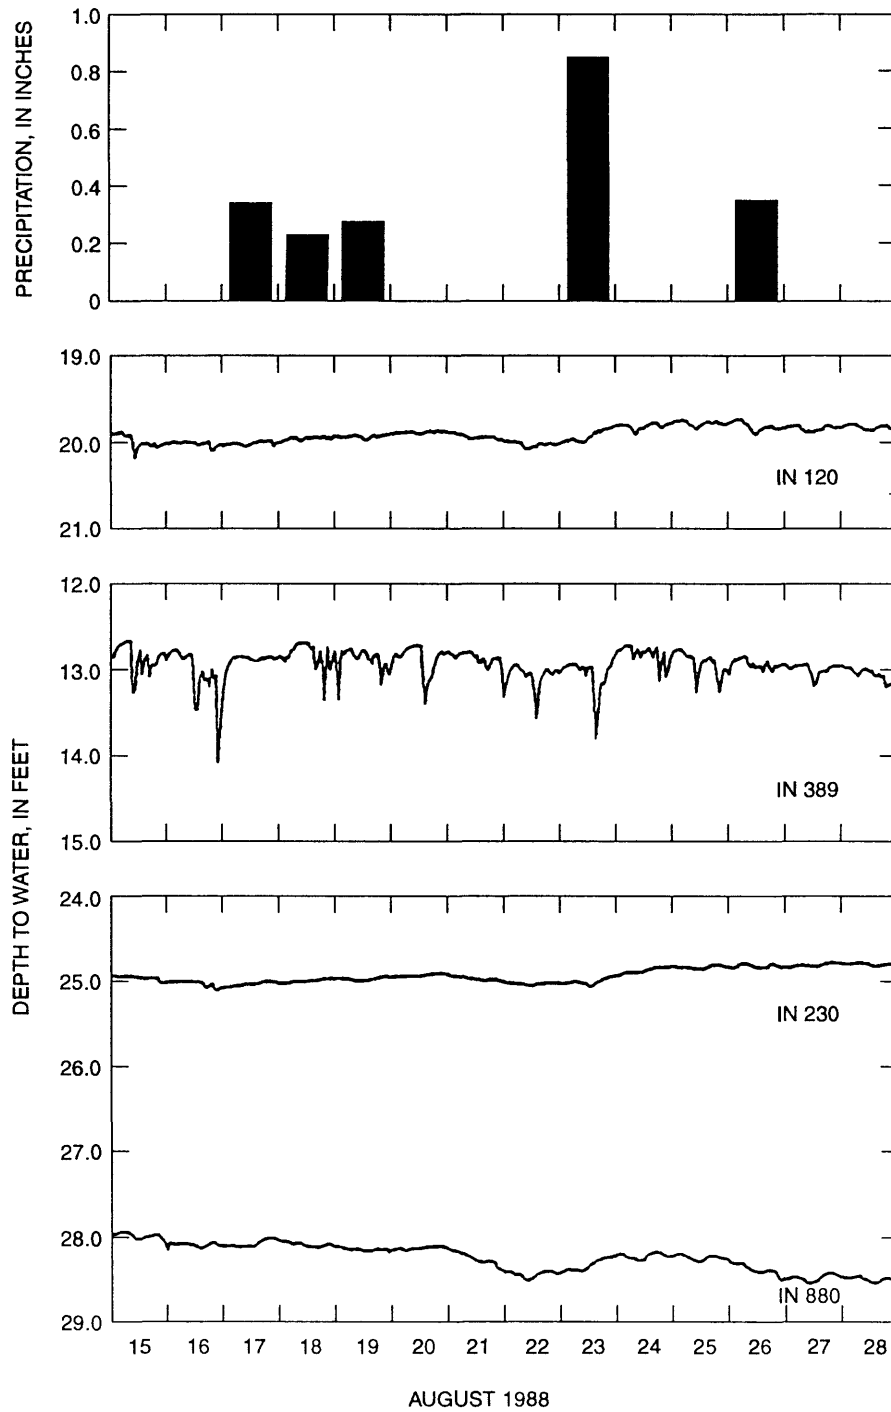 PRECIPITATION, IN INCHES
1.0
0.8
0.6
0.4
0.2
0
DEPTH TO WATER, IN FEET
19.0
20.0
21.0
IN 120
12.0
13.0
14.0
15.0
IN 389
24.0
25.0
26.0
27.0
28.0
29.0
IN 230
IN 880
15 16 17 18 19 20 21 22 23 24 25 26 27 28
AUGUST 1988